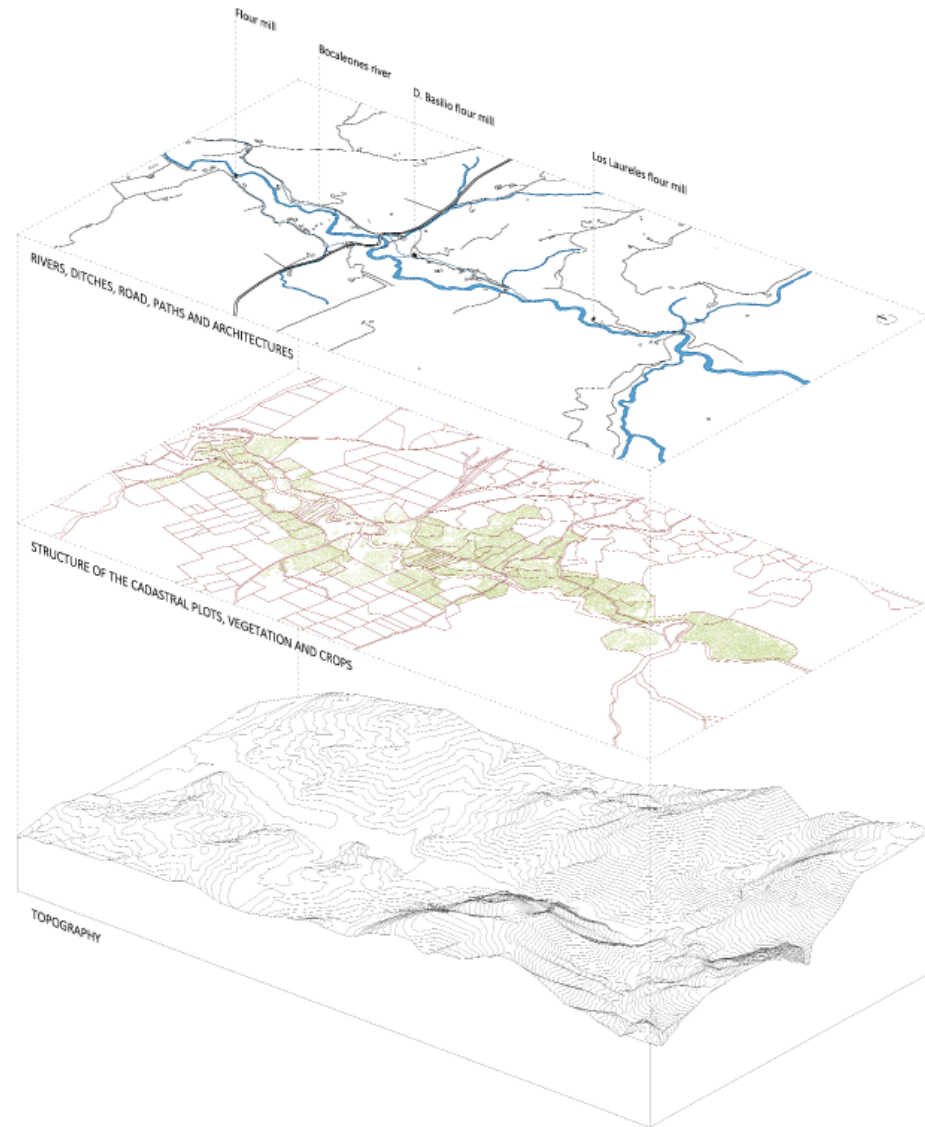 Flour mill
Bocaleones river
D. Basilio flour mill
Los Laureles flour mill
RIVERS, DITCHES, ROAD, PATHS AND ARCHITECTURES
STRUCTURE OF THE CADASTRAL PLOTS, VEGETATION AND CROPS
TOPOGRAPHY